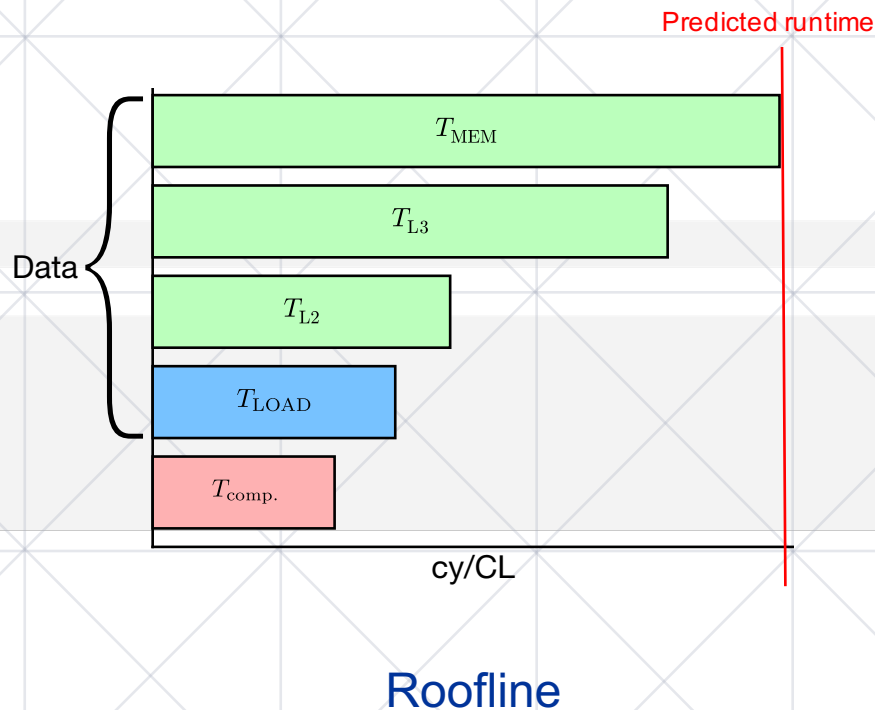 Predicted runtime
T_MEM
T_L3
Data
T_L2
T_LOAD
T_comp.
cy/CL
Roofline